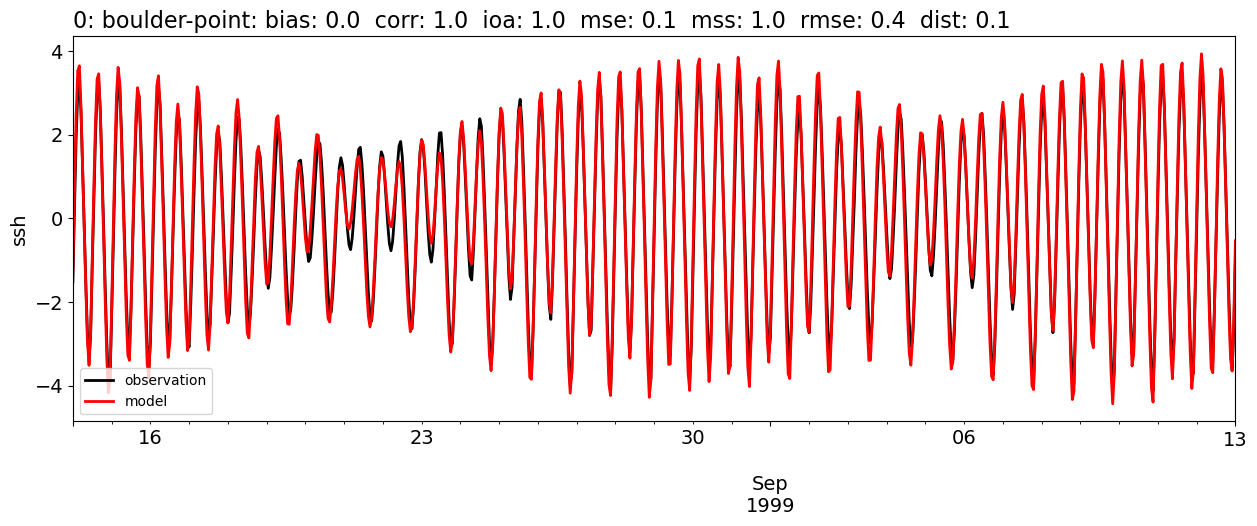 0: boulder-point: bias: 0.0  corr: 1.0  ioa: 1.0  mse: 0.1  mss: 1.0  rmse: 0.4  dist: 0.1
4
2
0
−2
−4
ssh
observation
model
16
23
30
06
13
Sep
1999